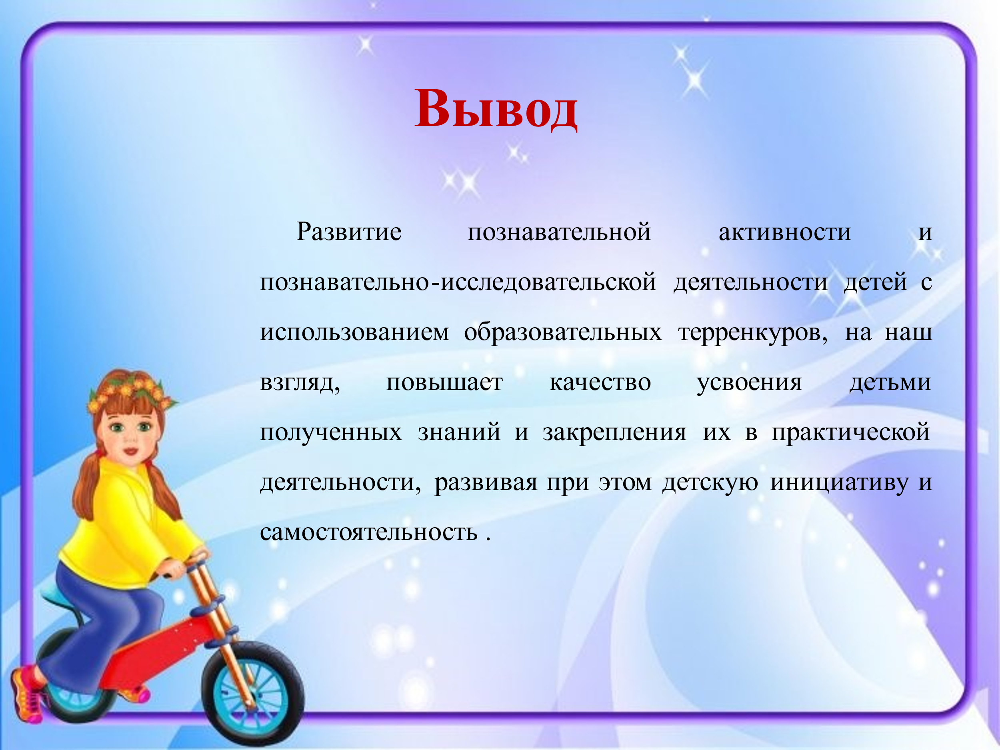 Вывод
Развитие познавательной активности и
познавательно-исследовательской деятельности детей с
использованием образовательных терренкуров, на наш
взгляд, повышает качество усвоения детьми
полученных знаний и закрепления их в практической
деятельности, развивая при этом детскую инициативу и
самостоятельность .